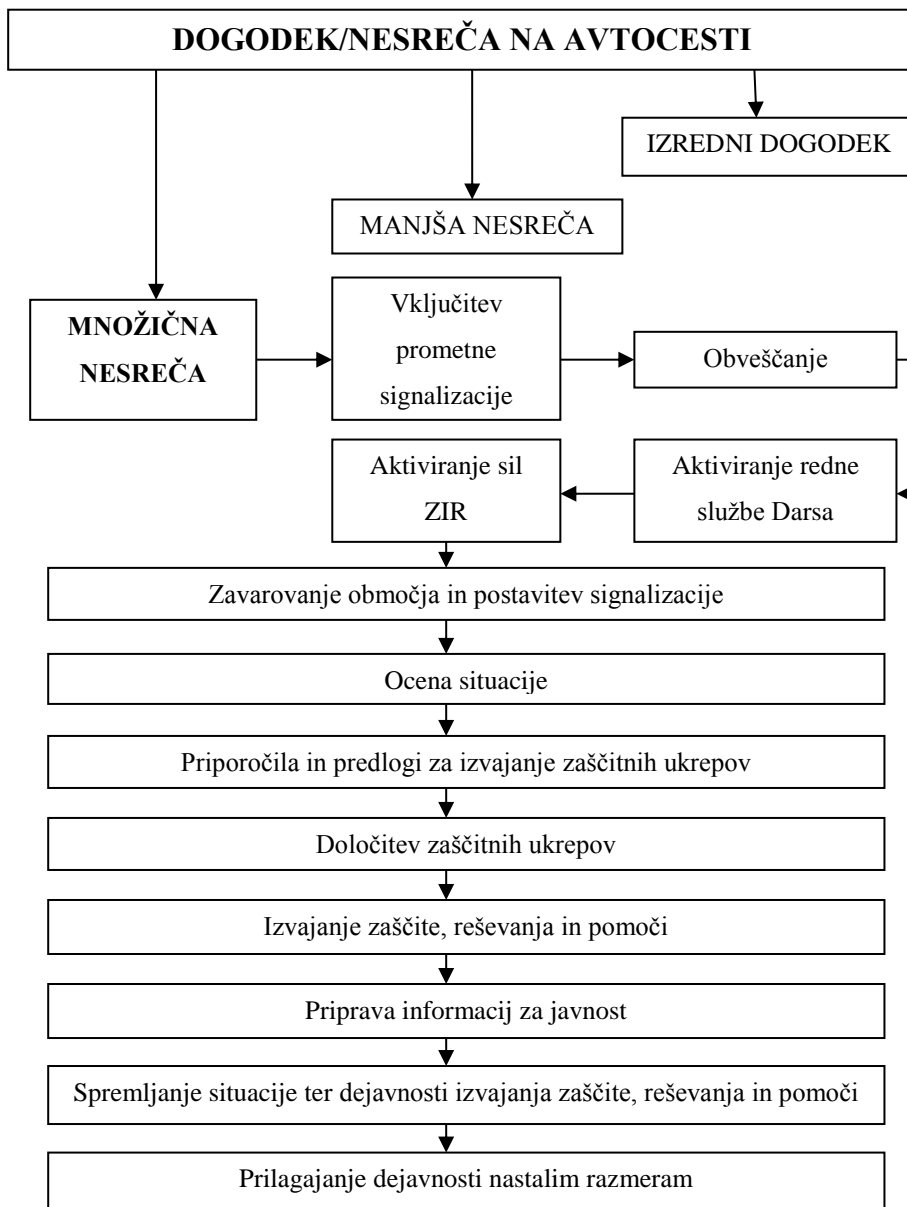 DOGODEK/NESREČA NA AVTOCESTI
IZREDNI DOGODEK
MANJŠA NESREČA
MNOŽIČNA
NESREČA
Vključitev
prometne
signalizacije
Obveščanje
Aktiviranje redne
službe Darsa
Aktiviranje sil
ZIR
Zavarovanje območja in postavitev signalizacije
Ocena situacije
Priporočila in predlogi za izvajanje zaščitnih ukrepov
Določitev zaščitnih ukrepov
Izvajanje zaščite, reševanja in pomoči
Priprava informacij za javnost
Spremljanje situacije ter dejavnosti izvajanja zaščite, reševanja in pomoči
Prilagajanje dejavnosti nastalim razmeram